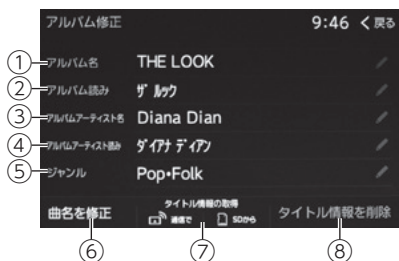 アルバム修正 9:46 く戻る
① アルバム名 THE LOOK
② アルバム読み ｻﾞ ﾙｯｸ
③ アルバムアーティスト名 Diana Dian
④ アルバムアーティスト読み ﾀﾞｲｱﾅ ﾃﾞｨｱﾝ
⑤ ジャンル Pop•Folk
タイトル情報の取得
曲名を修正 通信で SDから タイトル情報を削除
⑥ ⑦ ⑧